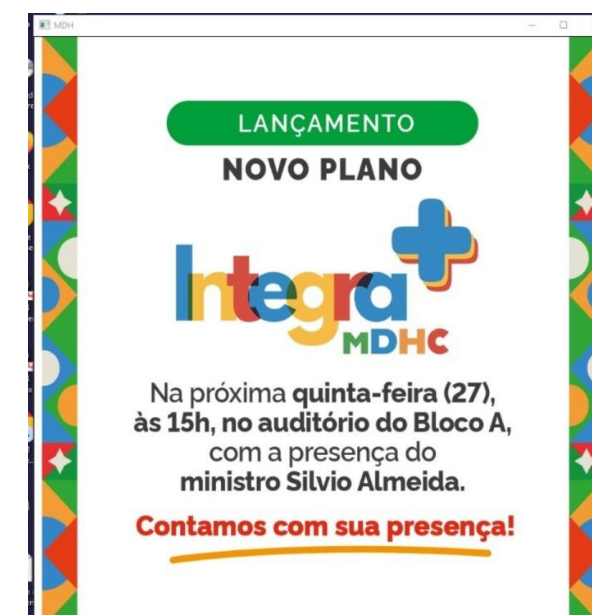 MDH
LANÇAMENTO
NOVO PLANO
Integra+
MDHC
Na próxima quinta-feira (27),
às 15h, no auditório do Bloco A,
com a presença do
ministro Silvio Almeida.
Contamos com sua presença!